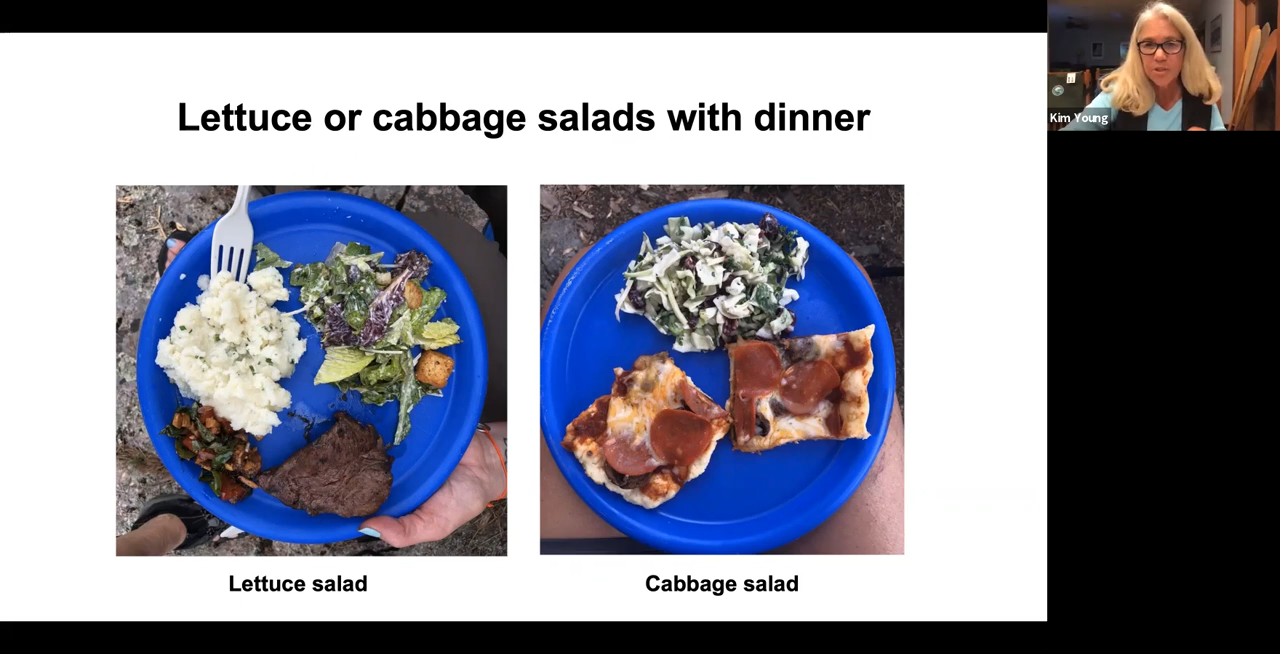 Lettuce or cabbage salads with dinner
Kim Young
Lettuce salad
Cabbage salad